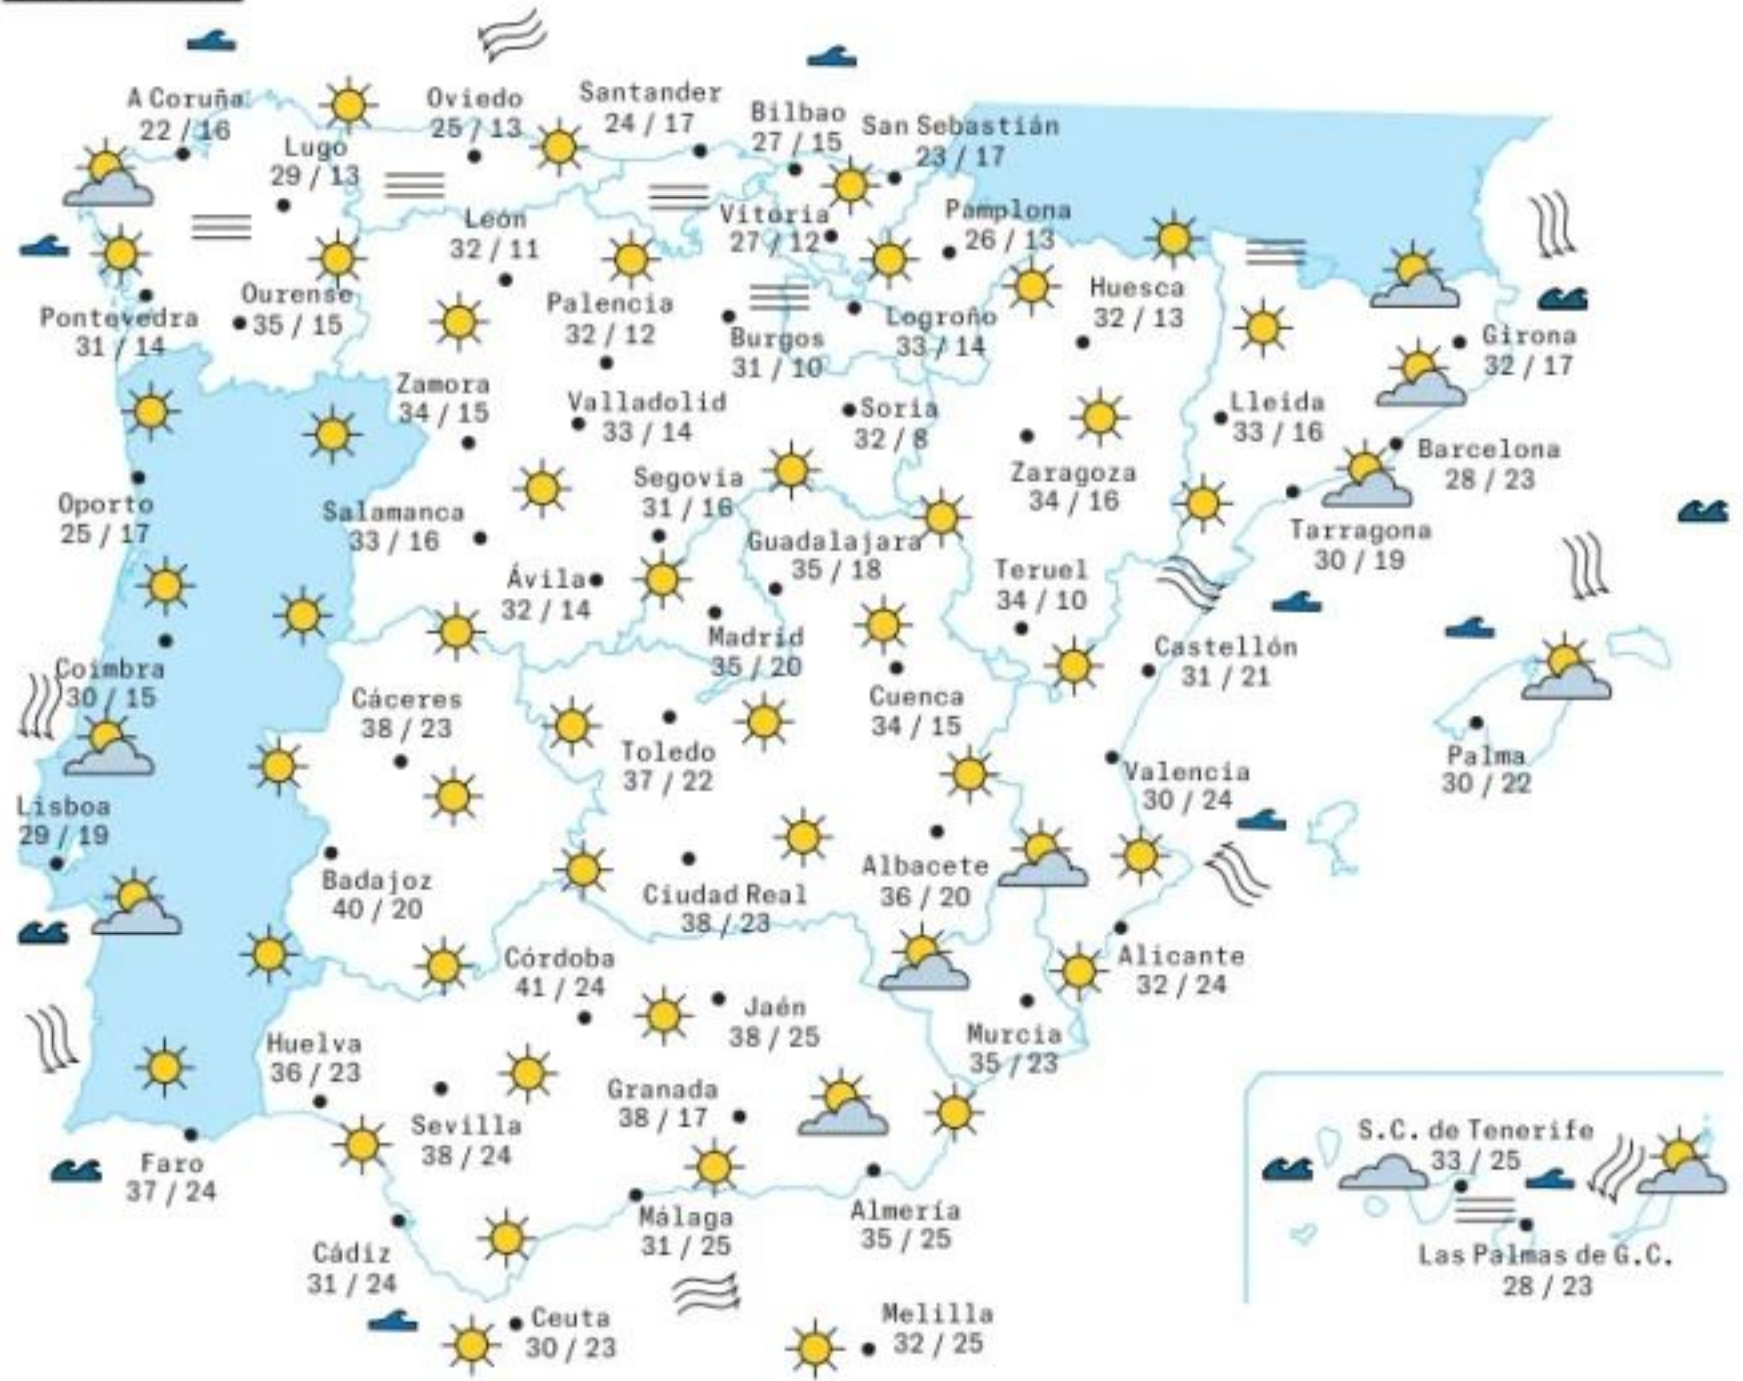 A Coruña
22 / 16
Lugo
29 / 13
Oviedo
25 / 13
Santander
24 / 17
Bilbao
27 / 15
San Sebastián
23 / 17
León
32 / 11
Vitoria
27 / 12
Pamplona
26 / 13
Pontevedra
31 / 14
Ourense
35 / 15
Palencia
32 / 12
Burgos
31 / 10
Logroño
33 / 14
Huesca
32 / 13
Girona
32 / 17
Zamora
34 / 15
Valladolid
33 / 14
Soria
32 / 8
Lleida
33 / 16
Barcelona
28 / 23
Oporto
25 / 17
Salamanca
33 / 16
Segovia
31 / 16
Zaragoza
34 / 16
Tarragona
30 / 19
Guadalajara
35 / 18
Ávila
32 / 14
Teruel
34 / 10
Coimbra
30 / 15
Madrid
35 / 20
Castellón
31 / 21
Cáceres
38 / 23
Cuenca
34 / 15
Toledo
37 / 22
Palma
30 / 22
Valencia
30 / 24
Lisboa
29 / 19
Badajoz
40 / 20
Ciudad Real
38 / 23
Albacete
36 / 20
Alicante
32 / 24
Córdoba
41 / 24
Jaén
38 / 25
Murcia
35 / 23
Huelva
36 / 23
Granada
38 / 17
Sevilla
38 / 24
Faro
37 / 24
S.C. de Tenerife
33 / 25
Málaga
31 / 25
Almería
35 / 25
Cádiz
31 / 24
Las Palmas de G.C.
28 / 23
Ceuta
30 / 23
Melilla
32 / 25